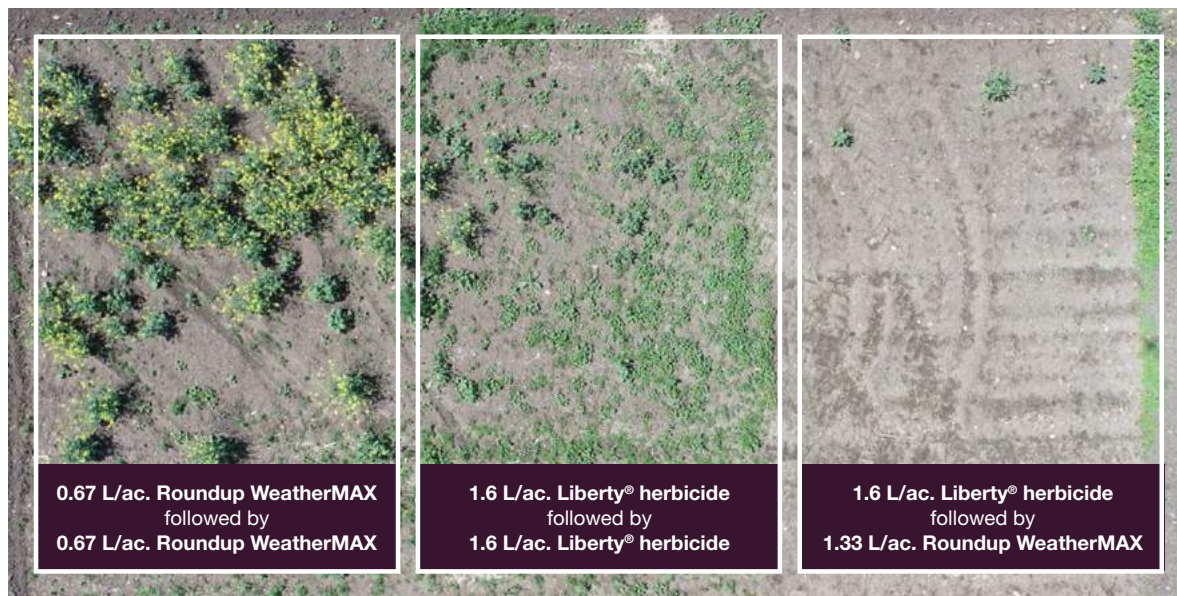 0.67 L/ac. Roundup WeatherMAX
followed by
0.67 L/ac. Roundup WeatherMAX
1.6 L/ac. Liberty® herbicide
followed by
1.6 L/ac. Liberty® herbicide
1.6 L/ac. Liberty® herbicide
followed by
1.33 L/ac. Roundup WeatherMAX